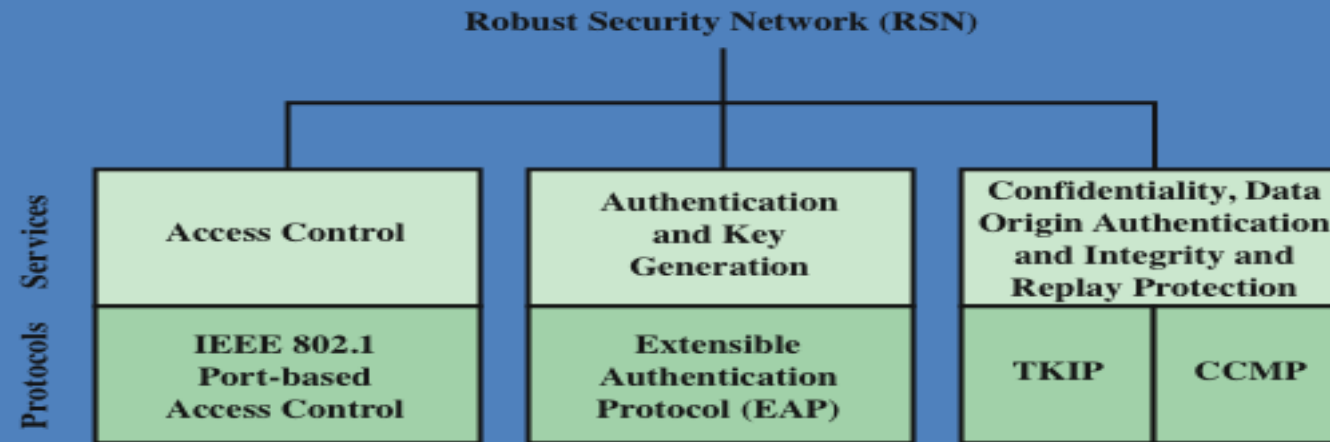 Robust Security Network (RSN)
Services
Access Control
Authentication
and Key
Generation
Confidentiality, Data
Origin Authentication
and Integrity and
Replay Protection
Protocols
IEEE 802.1
Port-based
Access Control
Extensible
Authentication
Protocol (EAP)
TKIP
CCMP